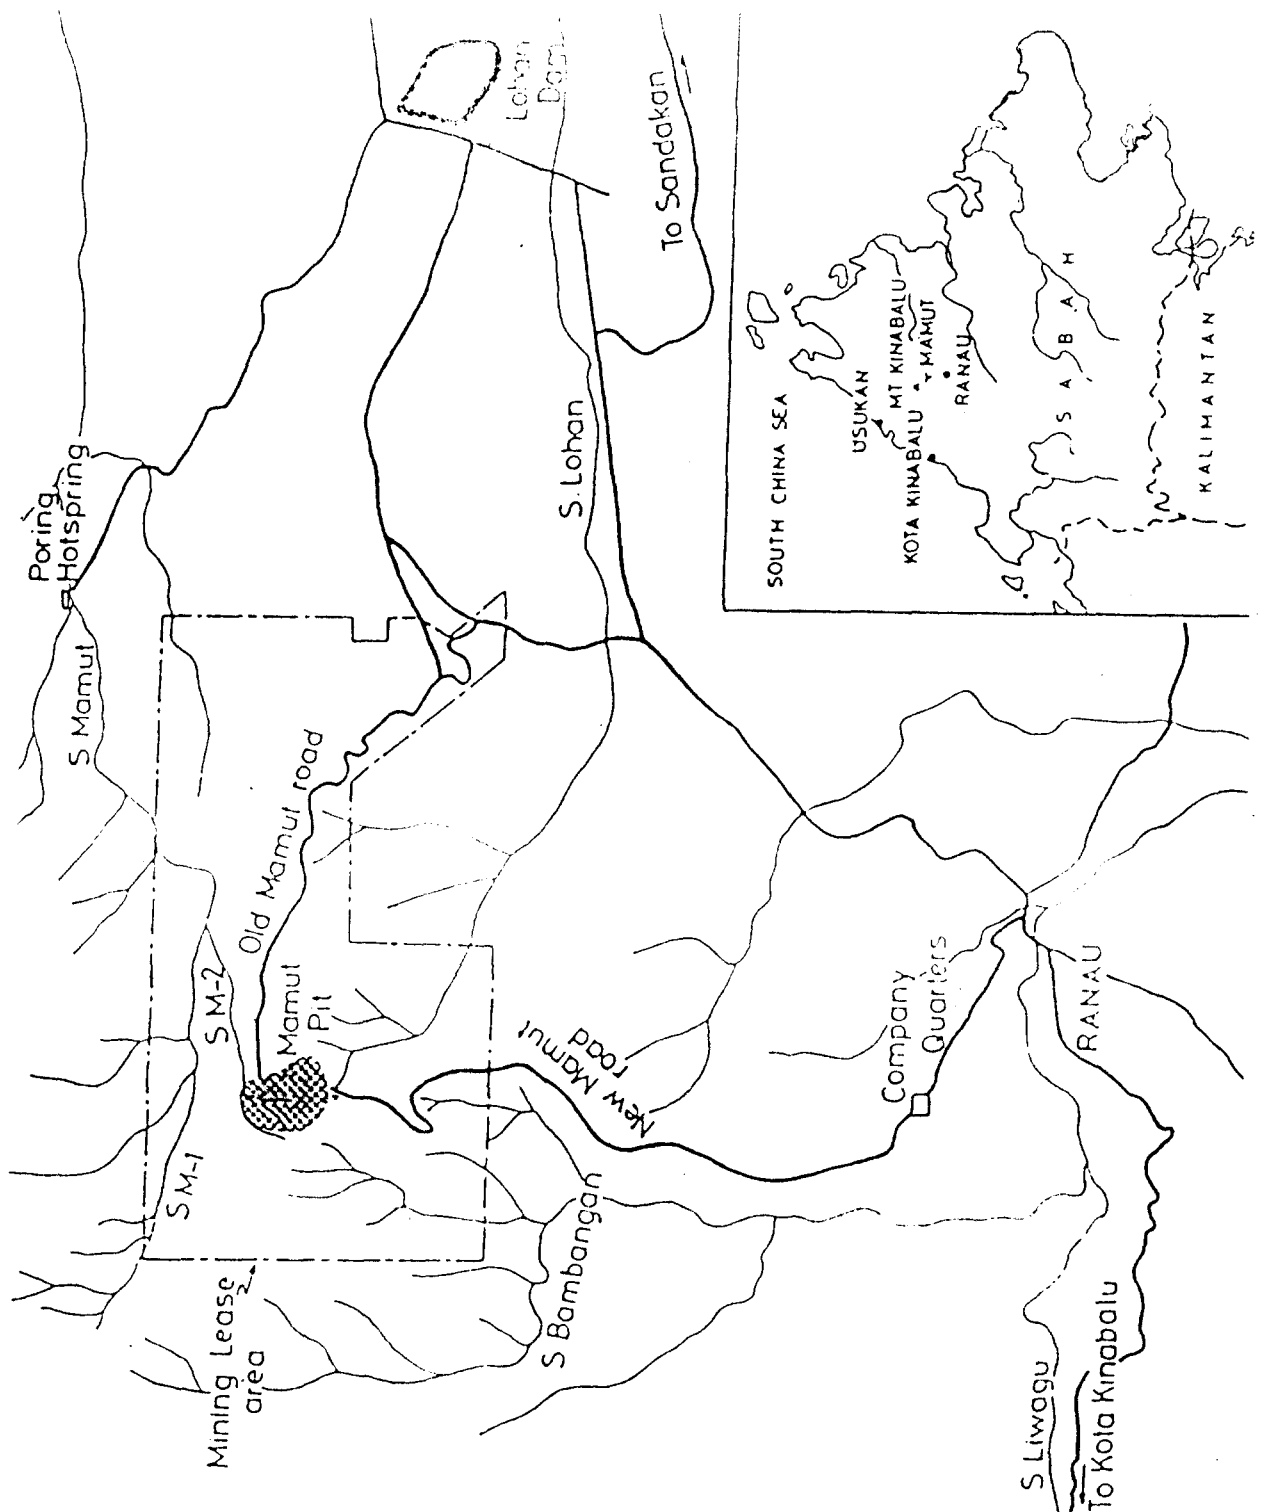 Poring
Hotspring
Lohan
Dam
To Sandakan
S Mamut
S. Lohan
Old Mamut road
S M-2
S M-1
Mamut
Pit
New Mamut
road
Mining Lease
area
S Bambangan
Company
Quarters
RANAU
S Liwagu
To Kota Kinabalu
SOUTH CHINA SEA
USUKAN
KOTA KINABALU
MT KINABALU
MAMUT
RANAU
SABAH
KALIMANTAN